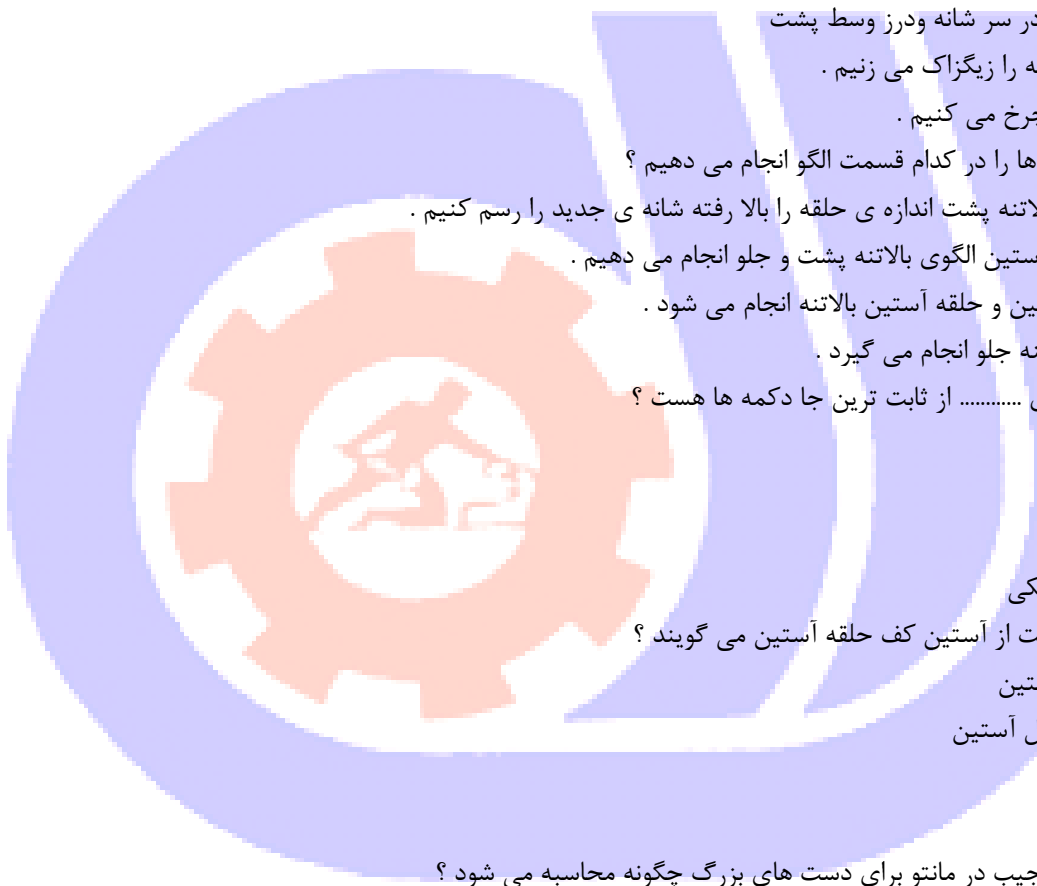 در سر شانه ودرز وسط پشت
ه را زیگزاک می زنیم .
چرخ می کنیم .
ها را در کدام قسمت الگو انجام می دهیم ؟
لاتنه پشت اندازه ی حلقه را بالا رفته شانه ی جدید را رسم کنیم .
ستین الگوی بالاتنه پشت و جلو انجام می دهیم .
ین و حلقه آستین بالاتنه انجام می شود .
نه جلو انجام می گیرد .
............ از ثابت ترین جا دکمه ها هست ؟
کی
ت از آستین کف حلقه آستین می گویند ؟
ستین
ل آستین
جیب در مانتو برای دست های بزرگ چگونه محاسبه می شود ؟